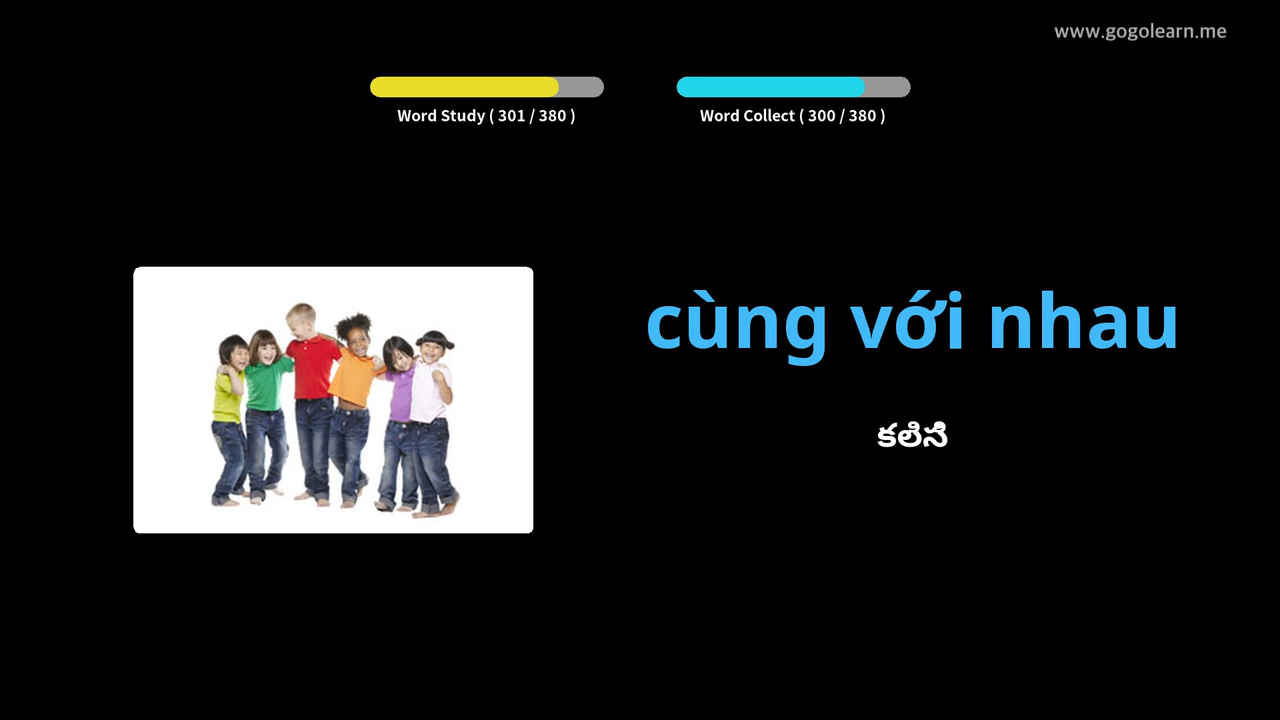 www.gogolearn.me
Word Study ( 301 / 380 )
Word Collect ( 300 / 380 )
cùng với nhau
కలిసి